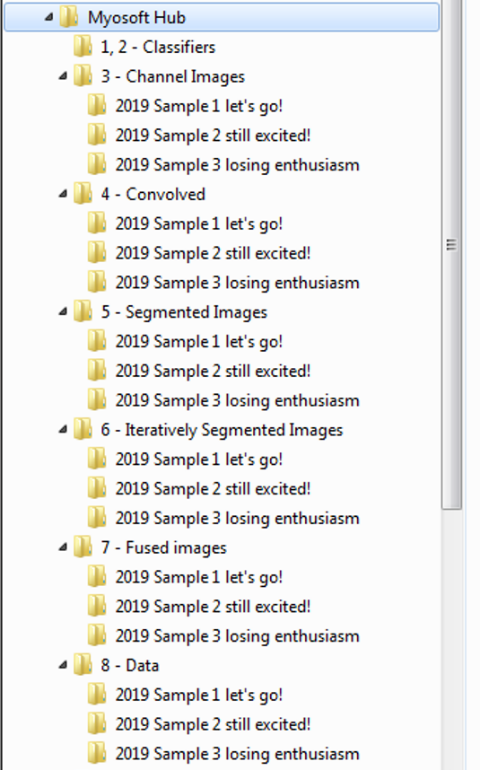 Myosoft Hub
1, 2 - Classifiers
3 - Channel Images
2019 Sample 1 let's go!
2019 Sample 2 still excited!
2019 Sample 3 losing enthusiasm
4 - Convolved
2019 Sample 1 let's go!
2019 Sample 2 still excited!
2019 Sample 3 losing enthusiasm
5 - Segmented Images
2019 Sample 1 let's go!
2019 Sample 2 still excited!
2019 Sample 3 losing enthusiasm
6 - Iteratively Segmented Images
2019 Sample 1 let's go!
2019 Sample 2 still excited!
2019 Sample 3 losing enthusiasm
7 - Fused images
2019 Sample 1 let's go!
2019 Sample 2 still excited!
2019 Sample 3 losing enthusiasm
8 - Data
2019 Sample 1 let's go!
2019 Sample 2 still excited!
2019 Sample 3 losing enthusiasm